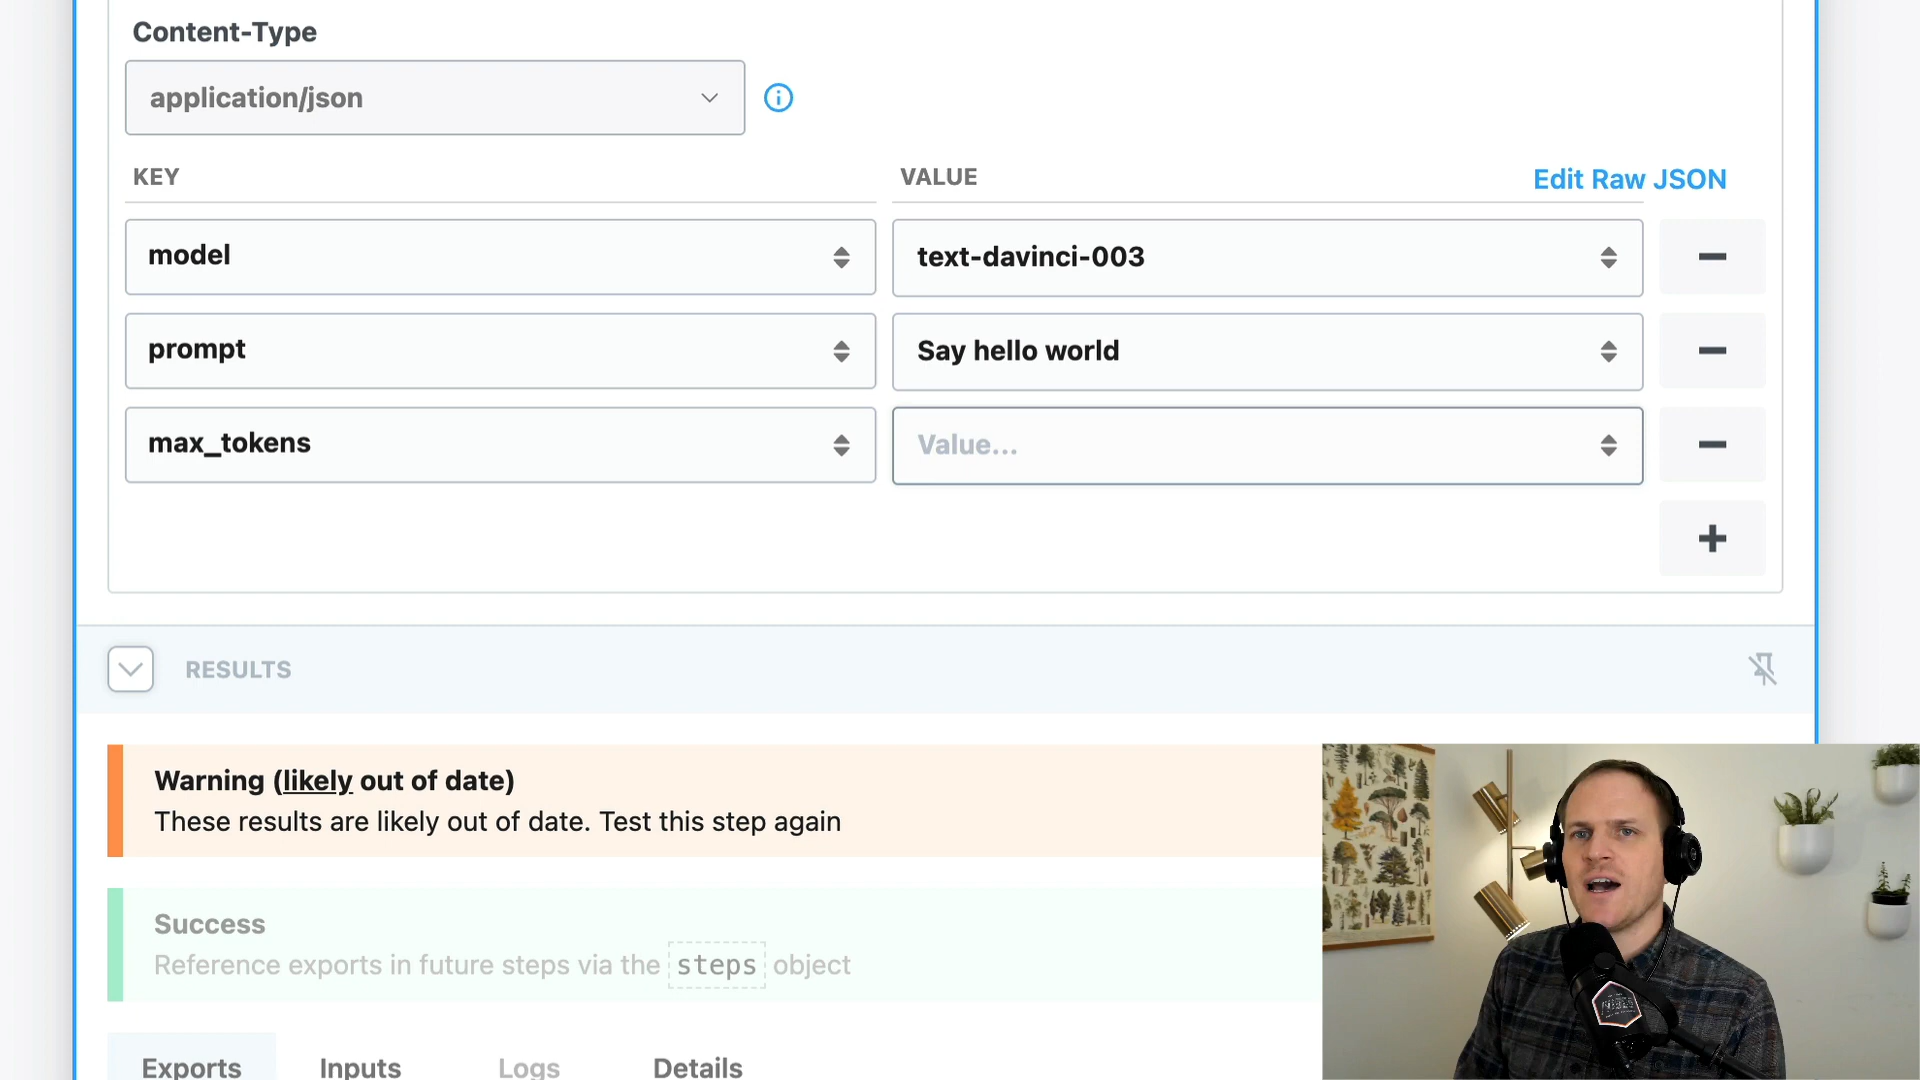 Content-Type
application/json
KEY
VALUE
Edit Raw JSON
model
text-davinci-003
prompt
Say hello world
max_tokens
Value...
RESULTS
Warning (likely out of date)
These results are likely out of date. Test this step again
Success
Reference exports in future steps via the steps object
Exports
Inputs
Logs
Details